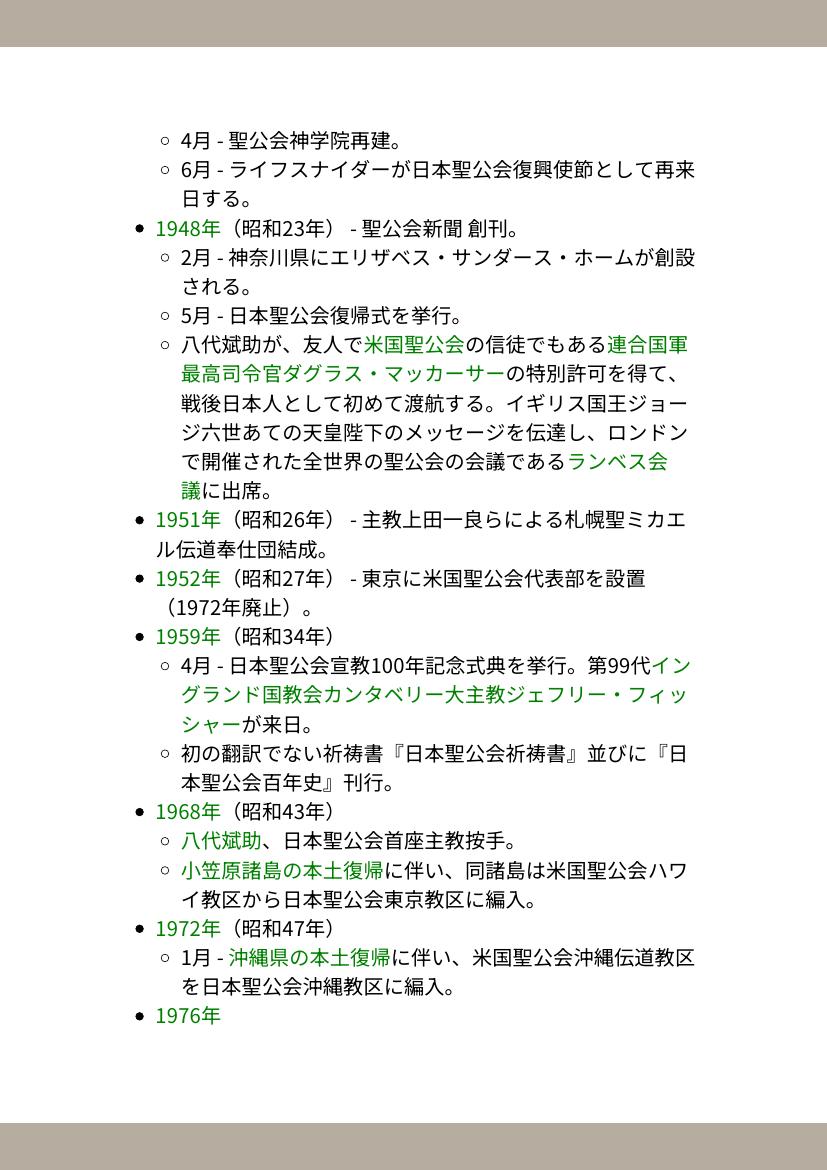 4月 - 聖公会神学院再建。
6月 - ライフスナイダーが日本聖公会復興使節として再来
日する。
1948年（昭和23年） - 聖公会新聞 創刊。
2月 - 神奈川県にエリザベス・サンダース・ホームが創設
される。
5月 - 日本聖公会復帰式を挙行。
八代斌助が、友人で米国聖公会の信徒でもある連合国軍
最高司令官ダグラス・マッカーサーの特別許可を得て、
戦後日本人として初めて渡航する。イギリス国王ジョー
ジ六世あての天皇陛下のメッセージを伝達し、ロンドン
で開催された全世界の聖公会の会議であるランベス会
議に出席。
1951年（昭和26年） - 主教上田一良らによる札幌聖ミカエ
ル伝道奉仕団結成。
1952年（昭和27年） - 東京に米国聖公会代表部を設置
（1972年廃止）。
1959年（昭和34年）
4月 - 日本聖公会宣教100年記念式典を挙行。第99代イン
グランド国教会カンタベリー大主教ジェフリー・フィッ
シャーが来日。
初の翻訳でない祈祷書『日本聖公会祈祷書』並びに『日
本聖公会百年史』刊行。
1968年（昭和43年）
八代斌助、日本聖公会首座主教按手。
小笠原諸島の本土復帰に伴い、同諸島は米国聖公会ハワ
イ教区から日本聖公会東京教区に編入。
1972年（昭和47年）
1月 - 沖縄県の本土復帰に伴い、米国聖公会沖縄伝道教区
を日本聖公会沖縄教区に編入。
1976年